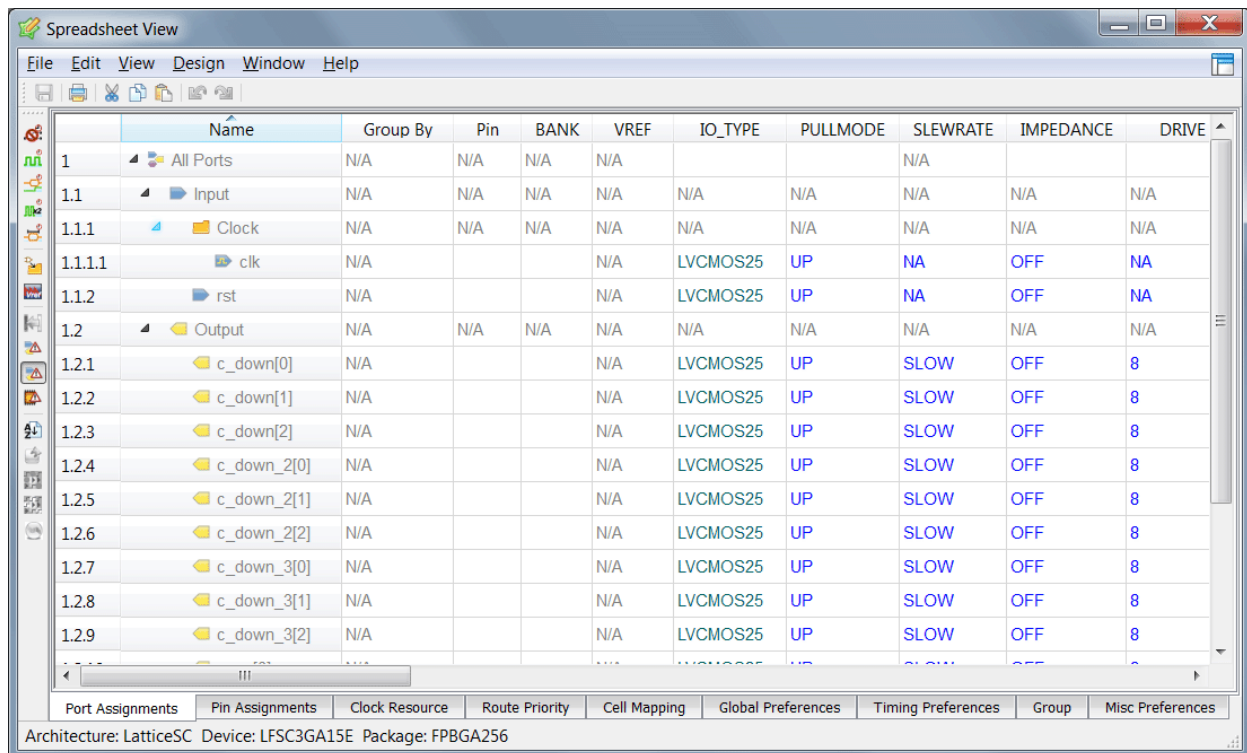 Spreadsheet View
File Edit View Design Window Help
Name Group By Pin BANK VREF IO_TYPE PULLMODE SLEWRATE IMPEDANCE DRIVE
1 All Ports N/A N/A N/A N/A N/A
1.1 Input N/A N/A N/A N/A N/A N/A N/A N/A N/A
1.1.1 Clock N/A N/A N/A N/A N/A N/A N/A N/A N/A
1.1.1.1 clk N/A N/A LVCMOS25 UP NA OFF NA
1.1.2 rst N/A N/A LVCMOS25 UP NA OFF NA
1.2 Output N/A N/A N/A N/A N/A N/A N/A N/A N/A
1.2.1 c_down[0] N/A N/A LVCMOS25 UP SLOW OFF 8
1.2.2 c_down[1] N/A N/A LVCMOS25 UP SLOW OFF 8
1.2.3 c_down[2] N/A N/A LVCMOS25 UP SLOW OFF 8
1.2.4 c_down_2[0] N/A N/A LVCMOS25 UP SLOW OFF 8
1.2.5 c_down_2[1] N/A N/A LVCMOS25 UP SLOW OFF 8
1.2.6 c_down_2[2] N/A N/A LVCMOS25 UP SLOW OFF 8
1.2.7 c_down_3[0] N/A N/A LVCMOS25 UP SLOW OFF 8
1.2.8 c_down_3[1] N/A N/A LVCMOS25 UP SLOW OFF 8
1.2.9 c_down_3[2] N/A N/A LVCMOS25 UP SLOW OFF 8
Port Assignments Pin Assignments Clock Resource Route Priority Cell Mapping Global Preferences Timing Preferences Group Misc Preferences
Architecture: LatticeSC Device: LFSC3GA15E Package: FPBGA256